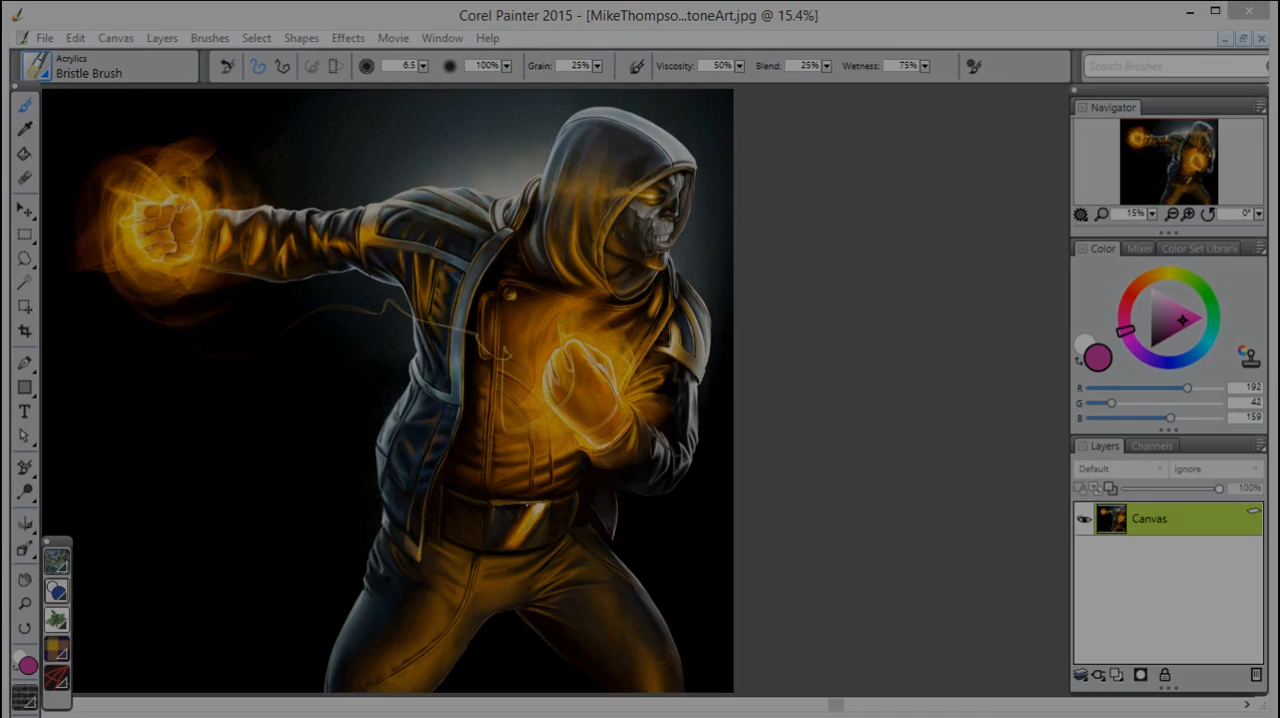 Corel Painter 2015 - [MikeThompso...toneArt.jpg @ 15.4%]
File Edit Canvas Layers Brushes Select Shapes Effects Movie Window Help
Acrylics
Bristle Brush
6.5 100% Grain: 25% Viscosity: 50% Blend: 25% Wetness: 75%
Search Brushes
Navigator
15% 0°
Color Mixer Color Set Librari
R 192
G 42
B 159
Layers Channels
Default Ignore
100%
Canvas
T